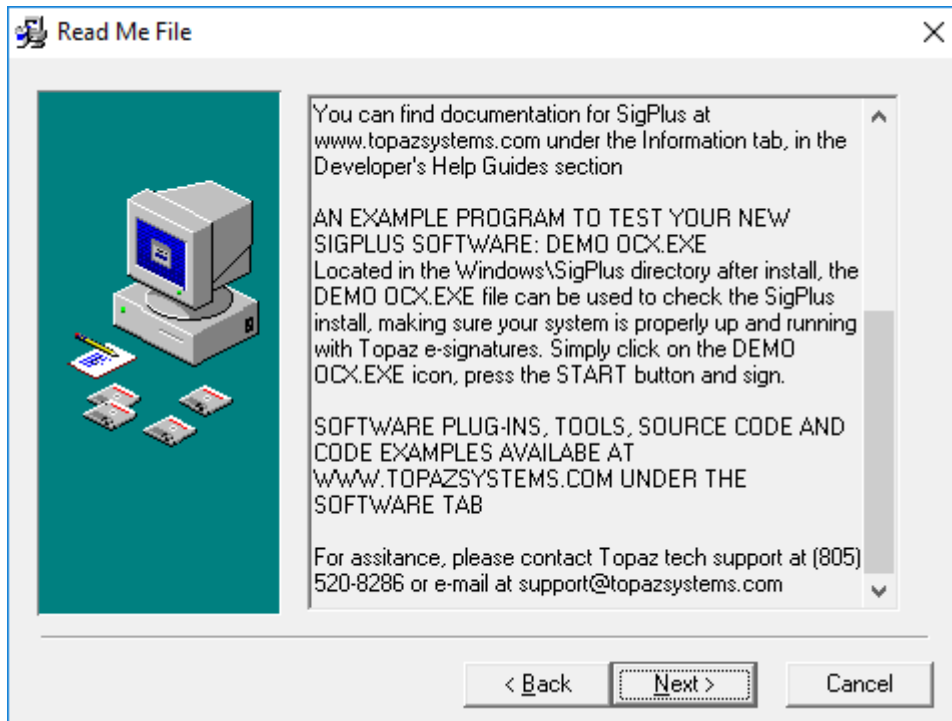 Read Me File
You can find documentation for SigPlus at
www.topazsystems.com under the Information tab, in the
Developer's Help Guides section
AN EXAMPLE PROGRAM TO TEST YOUR NEW
SIGPLUS SOFTWARE: DEMO OCX.EXE
Located in the Windows\SigPlus directory after install, the
DEMO OCX.EXE file can be used to check the SigPlus
install, making sure your system is properly up and running
with Topaz e-signatures. Simply click on the DEMO
OCX.EXE icon, press the START button and sign.
SOFTWARE PLUG-INS, TOOLS, SOURCE CODE AND
CODE EXAMPLES AVAILABE AT
WWW.TOPAZSYSTEMS.COM UNDER THE
SOFTWARE TAB
For assitance, please contact Topaz tech support at (805)
520-8286 or e-mail at support@topazsystems.com
< Back Next > Cancel